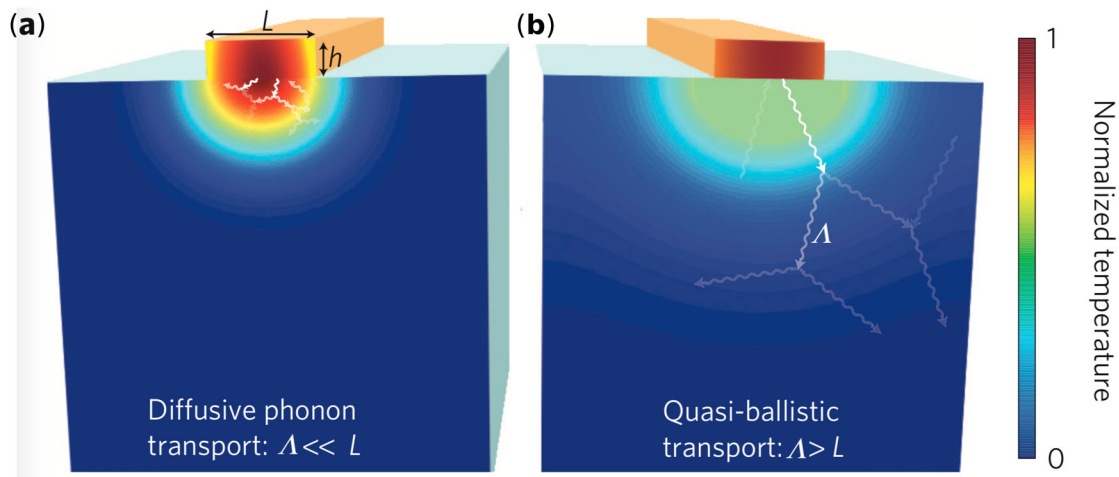 (a)
L
h
Diffusive phonon
transport: Λ << L
(b)
Λ
Quasi-ballistic
transport: Λ > L
1
Normalized temperature
0